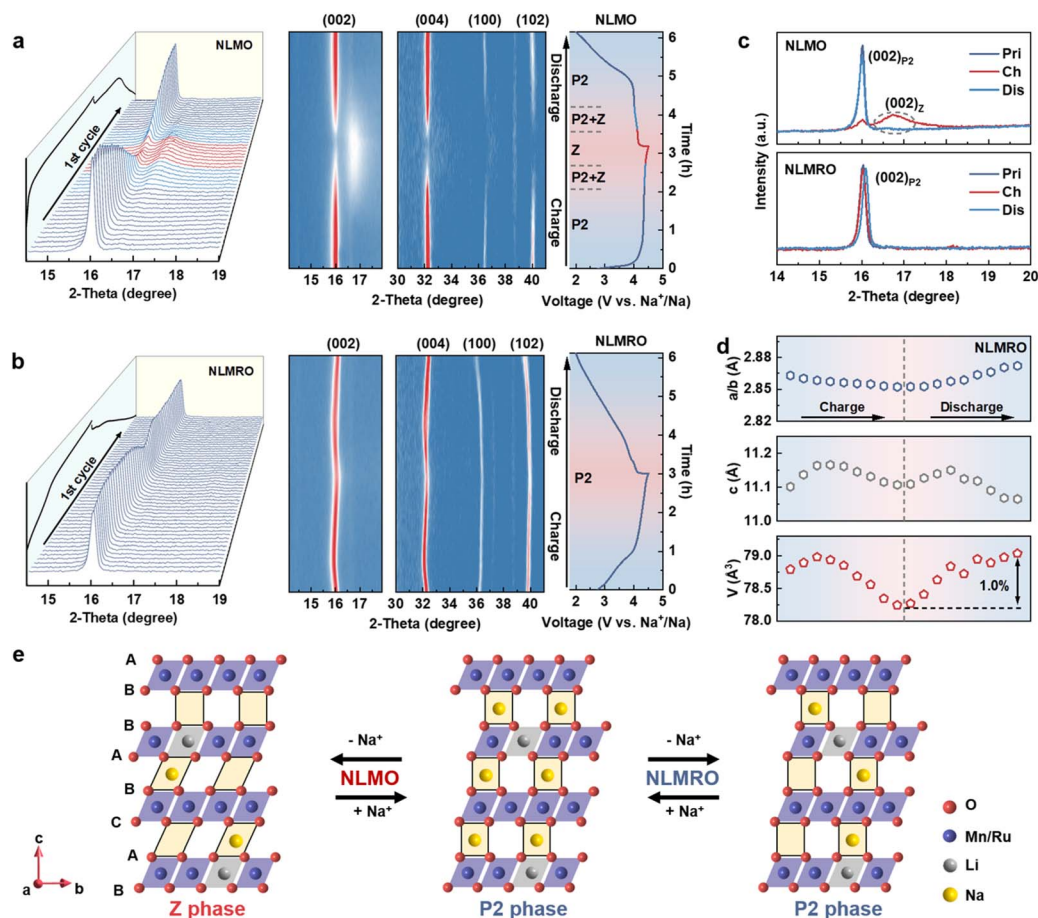 a
NLMO
1st cycle
15 16 17 18 19
2-Theta (degree)
(002) (004) (100) (102)
15 16 17 30 32 34 36 38 40
2-Theta (degree)
NLMO
P2
P2+Z
Z
P2+Z
P2
Discharge
Charge
6
5
4
3
2
1
0
Time (h)
2 3 4 5
Voltage (V vs. Na⁺/Na)
c
NLMO
(002)P2
(002)Z
Pri
Ch
Dis
NLMRO
(002)P2
Pri
Ch
Dis
Intensity (a.u.)
14 15 16 17 18 19 20
2-Theta (degree)
b
NLMRO
1st cycle
15 16 17 18 19
2-Theta (degree)
(002) (004) (100) (102)
15 16 17 30 32 34 36 38 40
2-Theta (degree)
NLMRO
P2
Discharge
Charge
6
5
4
3
2
1
0
Time (h)
2 3 4 5
Voltage (V vs. Na⁺/Na)
d
NLMRO
2.88
2.85
2.82
a/b (Å)
Charge
Discharge
11.2
11.1
11.0
c (Å)
79.0
78.5
78.0
V (Å³)
1.0%
e
A
B
B
A
B
C
A
B
c
a
b
Z phase
- Na⁺
NLMO
+ Na⁺
P2 phase
- Na⁺
NLMRO
+ Na⁺
P2 phase
O
Mn/Ru
Li
Na